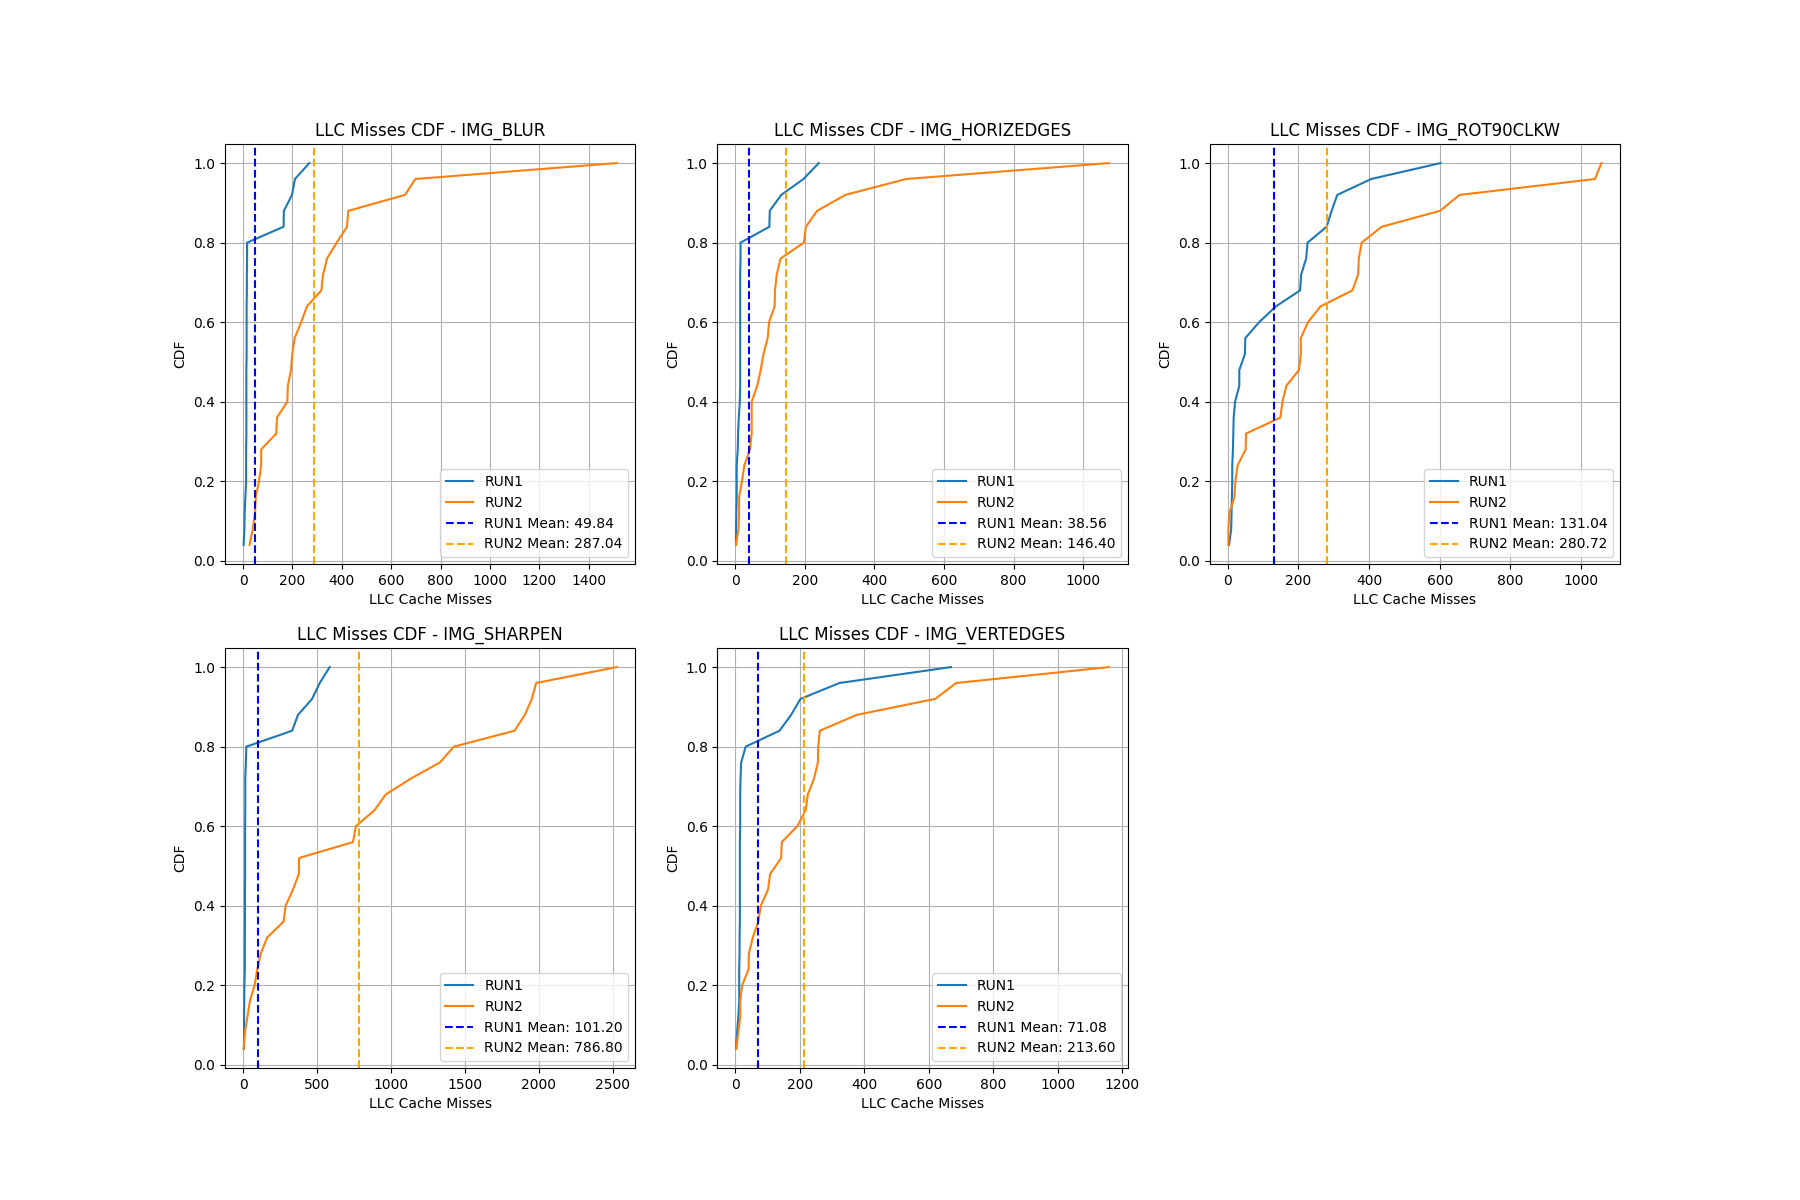 LLC Misses CDF - IMG_BLUR
1.0
0.8
0.6
0.4
0.2
0.0
CDF
0 200 400 600 800 1000 1200 1400
LLC Cache Misses
RUN1
RUN2
RUN1 Mean: 49.84
RUN2 Mean: 287.04
LLC Misses CDF - IMG_HORIZEDGES
1.0
0.8
0.6
0.4
0.2
0.0
CDF
0 200 400 600 800 1000
LLC Cache Misses
RUN1
RUN2
RUN1 Mean: 38.56
RUN2 Mean: 146.40
LLC Misses CDF - IMG_ROT90CLKW
1.0
0.8
0.6
0.4
0.2
0.0
CDF
0 200 400 600 800 1000
LLC Cache Misses
RUN1
RUN2
RUN1 Mean: 131.04
RUN2 Mean: 280.72
LLC Misses CDF - IMG_SHARPEN
1.0
0.8
0.6
0.4
0.2
0.0
CDF
0 500 1000 1500 2000 2500
LLC Cache Misses
RUN1
RUN2
RUN1 Mean: 101.20
RUN2 Mean: 786.80
LLC Misses CDF - IMG_VERTEDGES
1.0
0.8
0.6
0.4
0.2
0.0
CDF
0 200 400 600 800 1000 1200
LLC Cache Misses
RUN1
RUN2
RUN1 Mean: 71.08
RUN2 Mean: 213.60